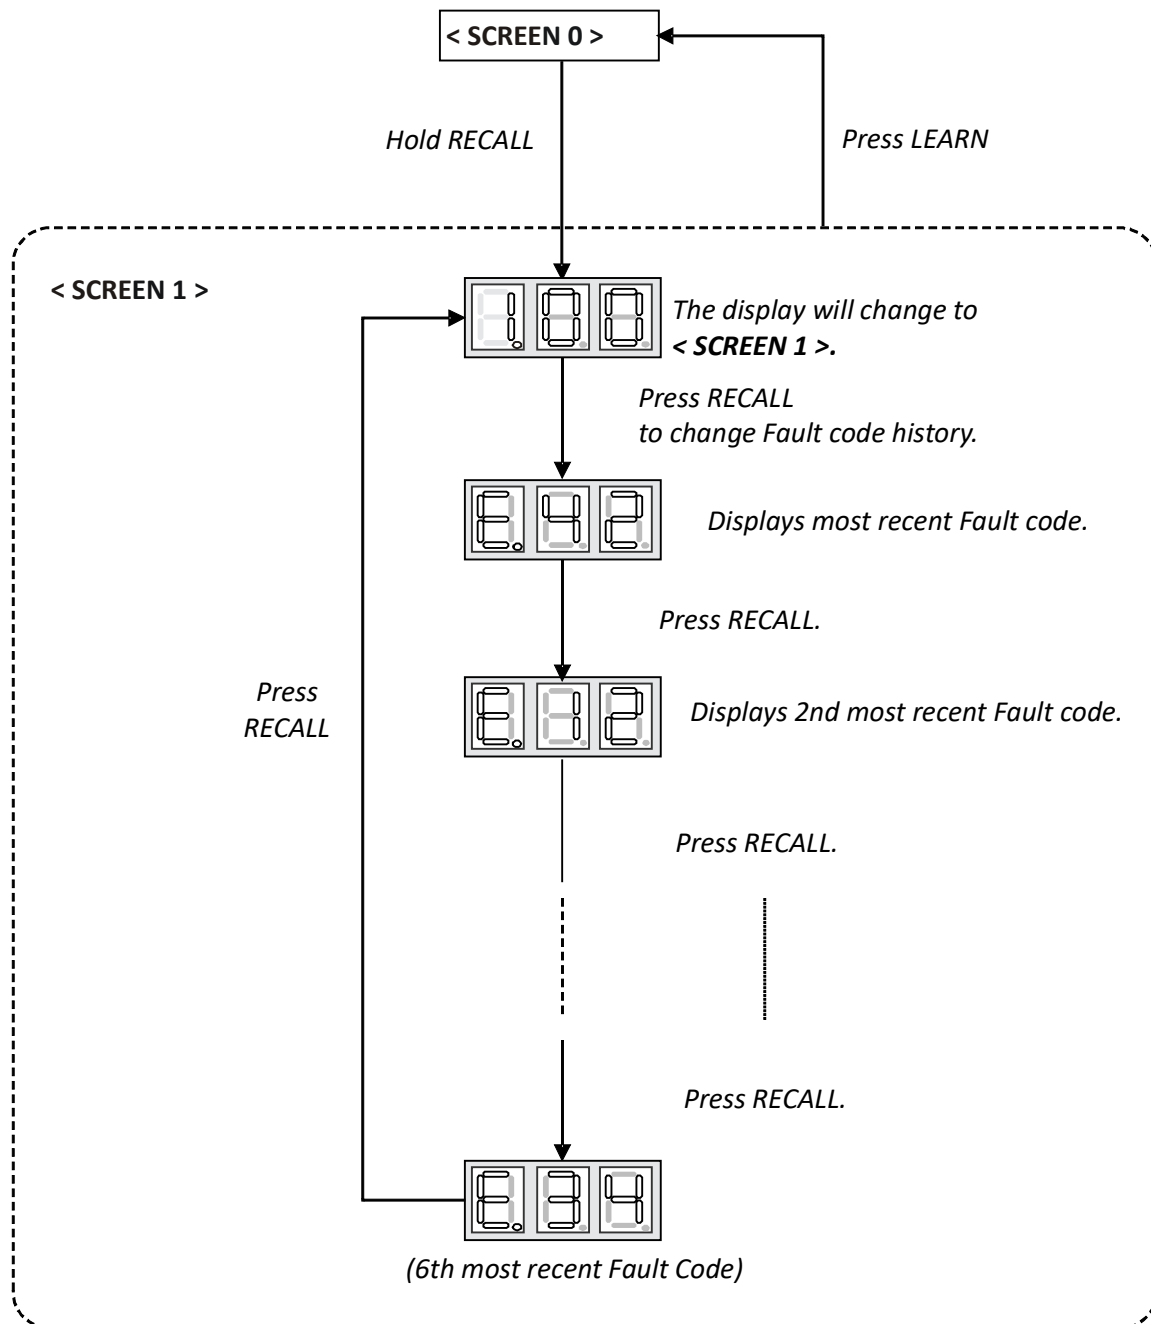 < SCREEN 0 >
Hold RECALL
Press LEARN
< SCREEN 1 >
1.00
The display will change to
< SCREEN 1 >.
Press RECALL
to change Fault code history.
E.42
Displays most recent Fault code.
Press RECALL.
E.12
Displays 2nd most recent Fault code.
Press
RECALL
Press RECALL.
Press RECALL.
E.34
(6th most recent Fault Code)